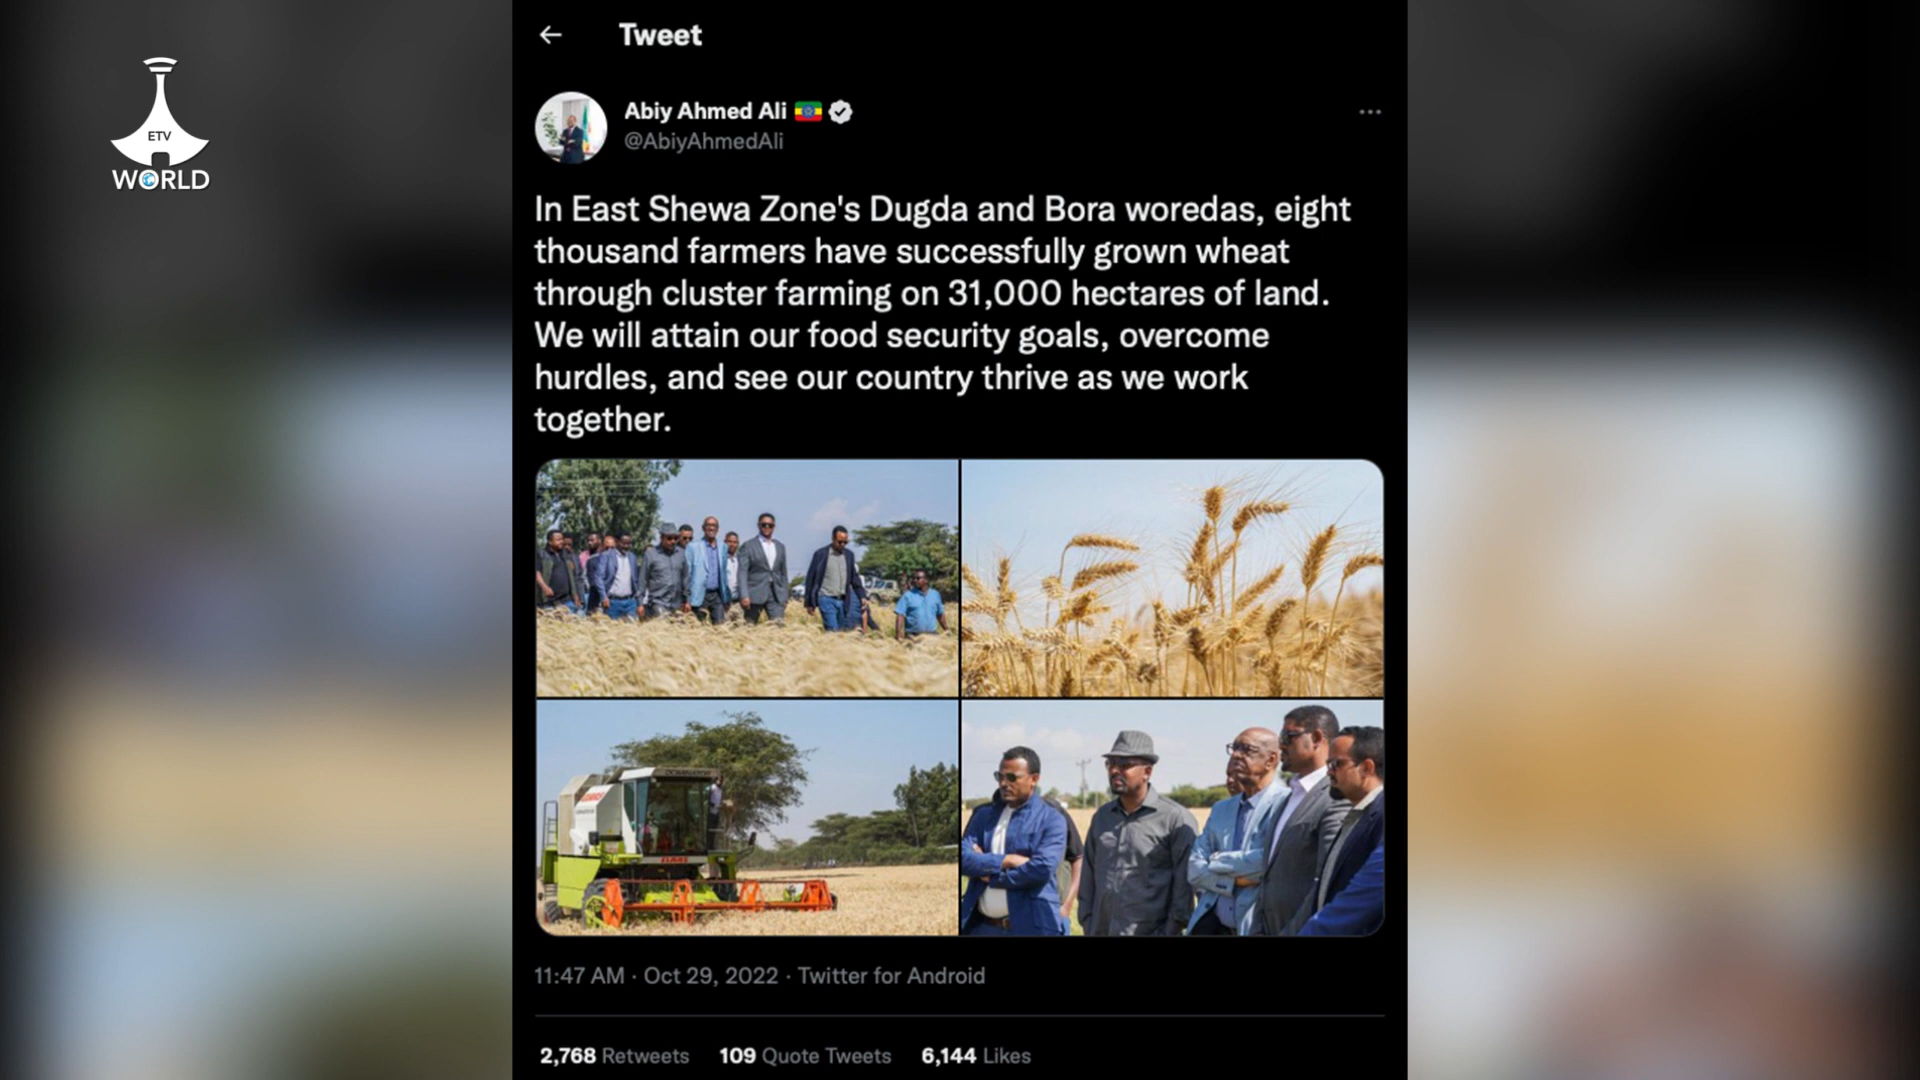 ETV
WORLD
Tweet
Abiy Ahmed Ali
@AbiyAhmedAli
In East Shewa Zone's Dugda and Bora woredas, eight
thousand farmers have successfully grown wheat
through cluster farming on 31,000 hectares of land.
We will attain our food security goals, overcome
hurdles, and see our country thrive as we work
together.
DOMINATOR
CLAAS
CLAAS
11:47 AM · Oct 29, 2022 · Twitter for Android
2,768 Retweets 109 Quote Tweets 6,144 Likes